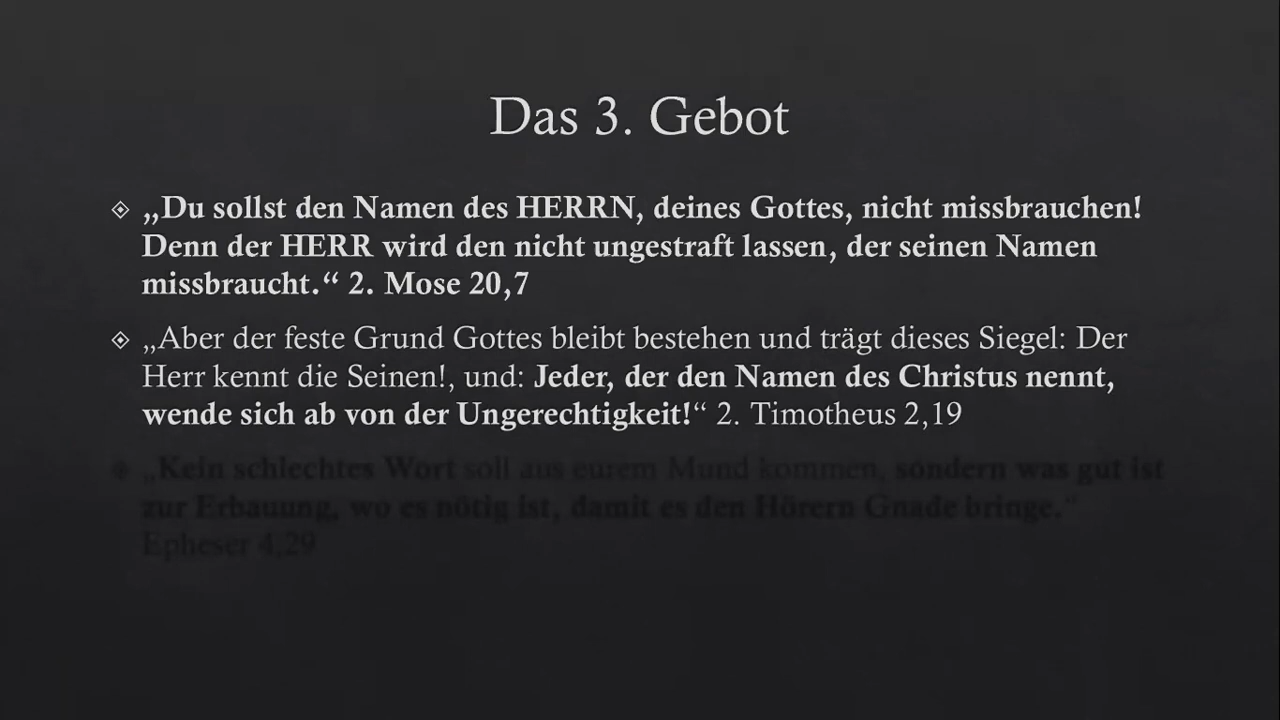 Das 3. Gebot
„Du sollst den Namen des HERRN, deines Gottes, nicht missbrauchen!
Denn der HERR wird den nicht ungestraft lassen, der seinen Namen
missbraucht.“ 2. Mose 20,7
„Aber der feste Grund Gottes bleibt bestehen und trägt dieses Siegel: Der
Herr kennt die Seinen!, und: Jeder, der den Namen des Christus nennt,
wende sich ab von der Ungerechtigkeit!“ 2. Timotheus 2,19
„Kein schlechtes Wort soll aus eurem Mund kommen, sondern was gut ist
zur Erbauung, wo es nötig ist, damit es den Hörern Gnade bringe.“
Epheser 4,29